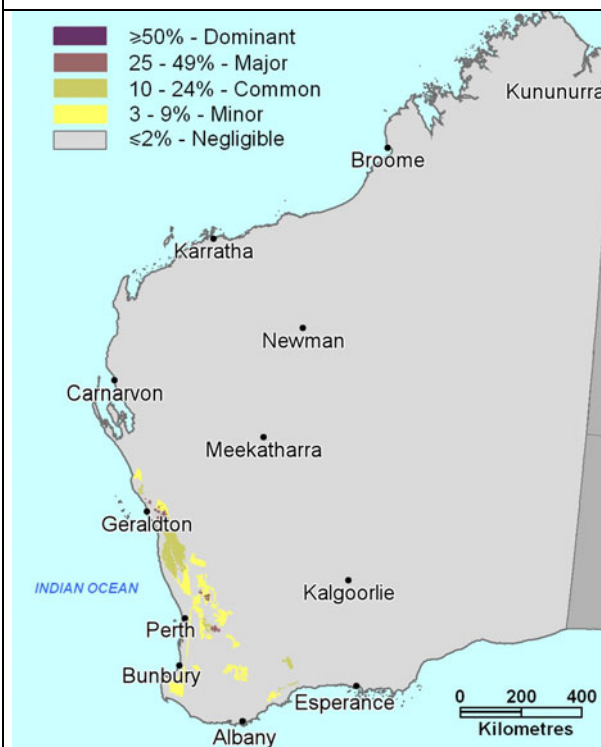 ≥50% - Dominant
25 - 49% - Major
10 - 24% - Common
3 - 9% - Minor
≤2% - Negligible
Kununurra
Broome
Karratha
Newman
Carnarvon
Meekatharra
Geraldton
INDIAN OCEAN
Kalgoorlie
Perth
Bunbury
Esperance
Albany
0 200 400
Kilometres